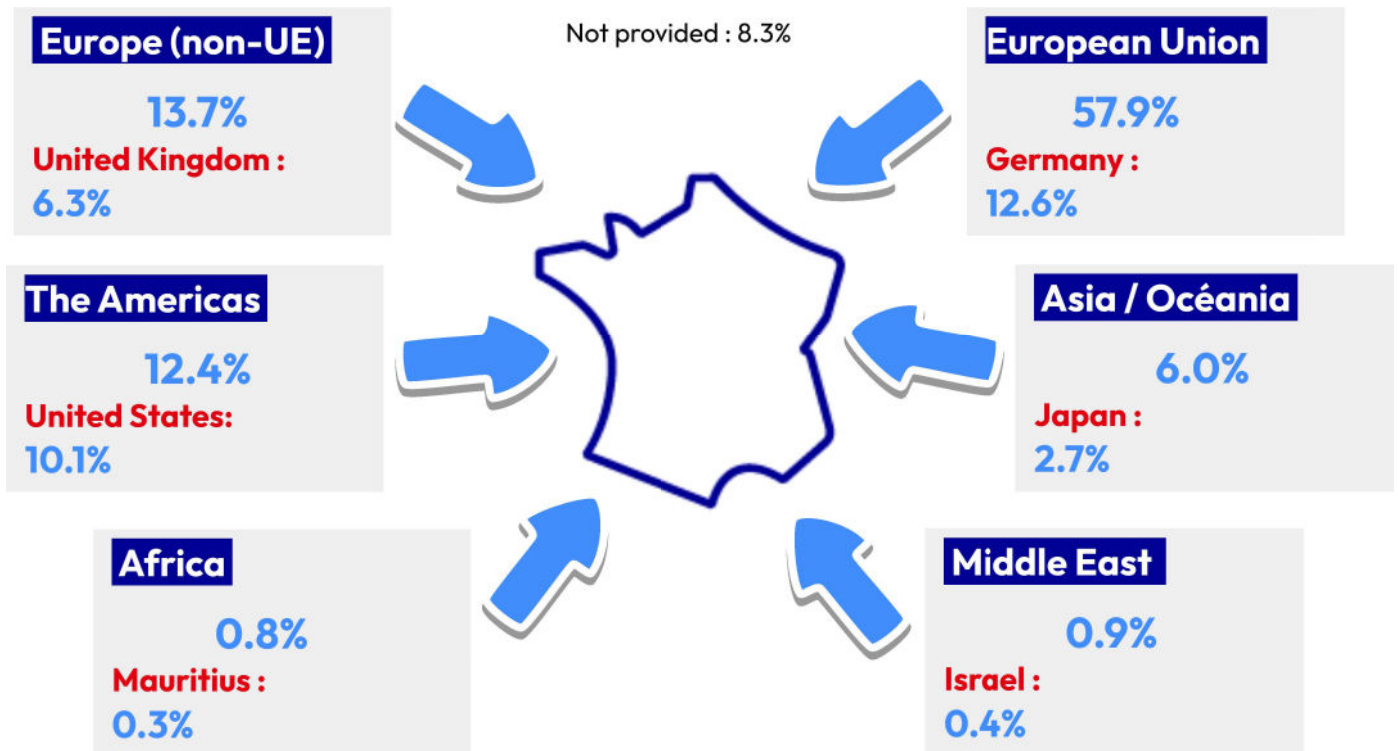 Europe (non-UE)
13.7%
United Kingdom :
6.3%
Not provided : 8.3%
European Union
57.9%
Germany :
12.6%
The Americas
12.4%
United States:
10.1%
Asia / Océania
6.0%
Japan :
2.7%
Africa
0.8%
Mauritius :
0.3%
Middle East
0.9%
Israel :
0.4%